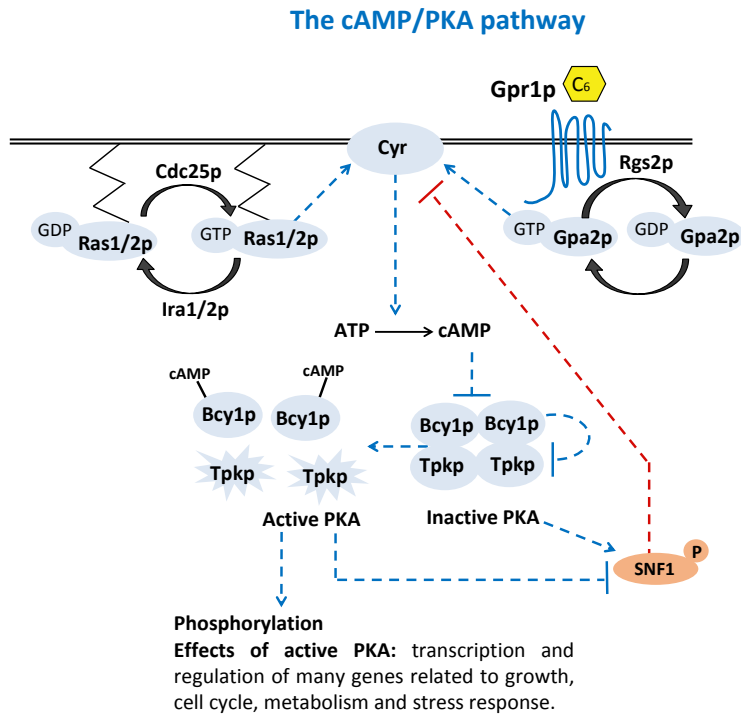 The cAMP/PKA pathway
Gpr1p
C6
Cyr
Cdc25p
Rgs2p
GDP
Ras1/2p
GTP
Ras1/2p
GTP
Gpa2p
GDP
Gpa2p
Ira1/2p
ATP
cAMP
cAMP
cAMP
Bcy1p
Bcy1p
Bcy1p
Bcy1p
Tpkp
Tpkp
Tpkp
Tpkp
Active PKA
Inactive PKA
P
SNF1
Phosphorylation
Effects of active PKA: transcription and
regulation of many genes related to growth,
cell cycle, metabolism and stress response.